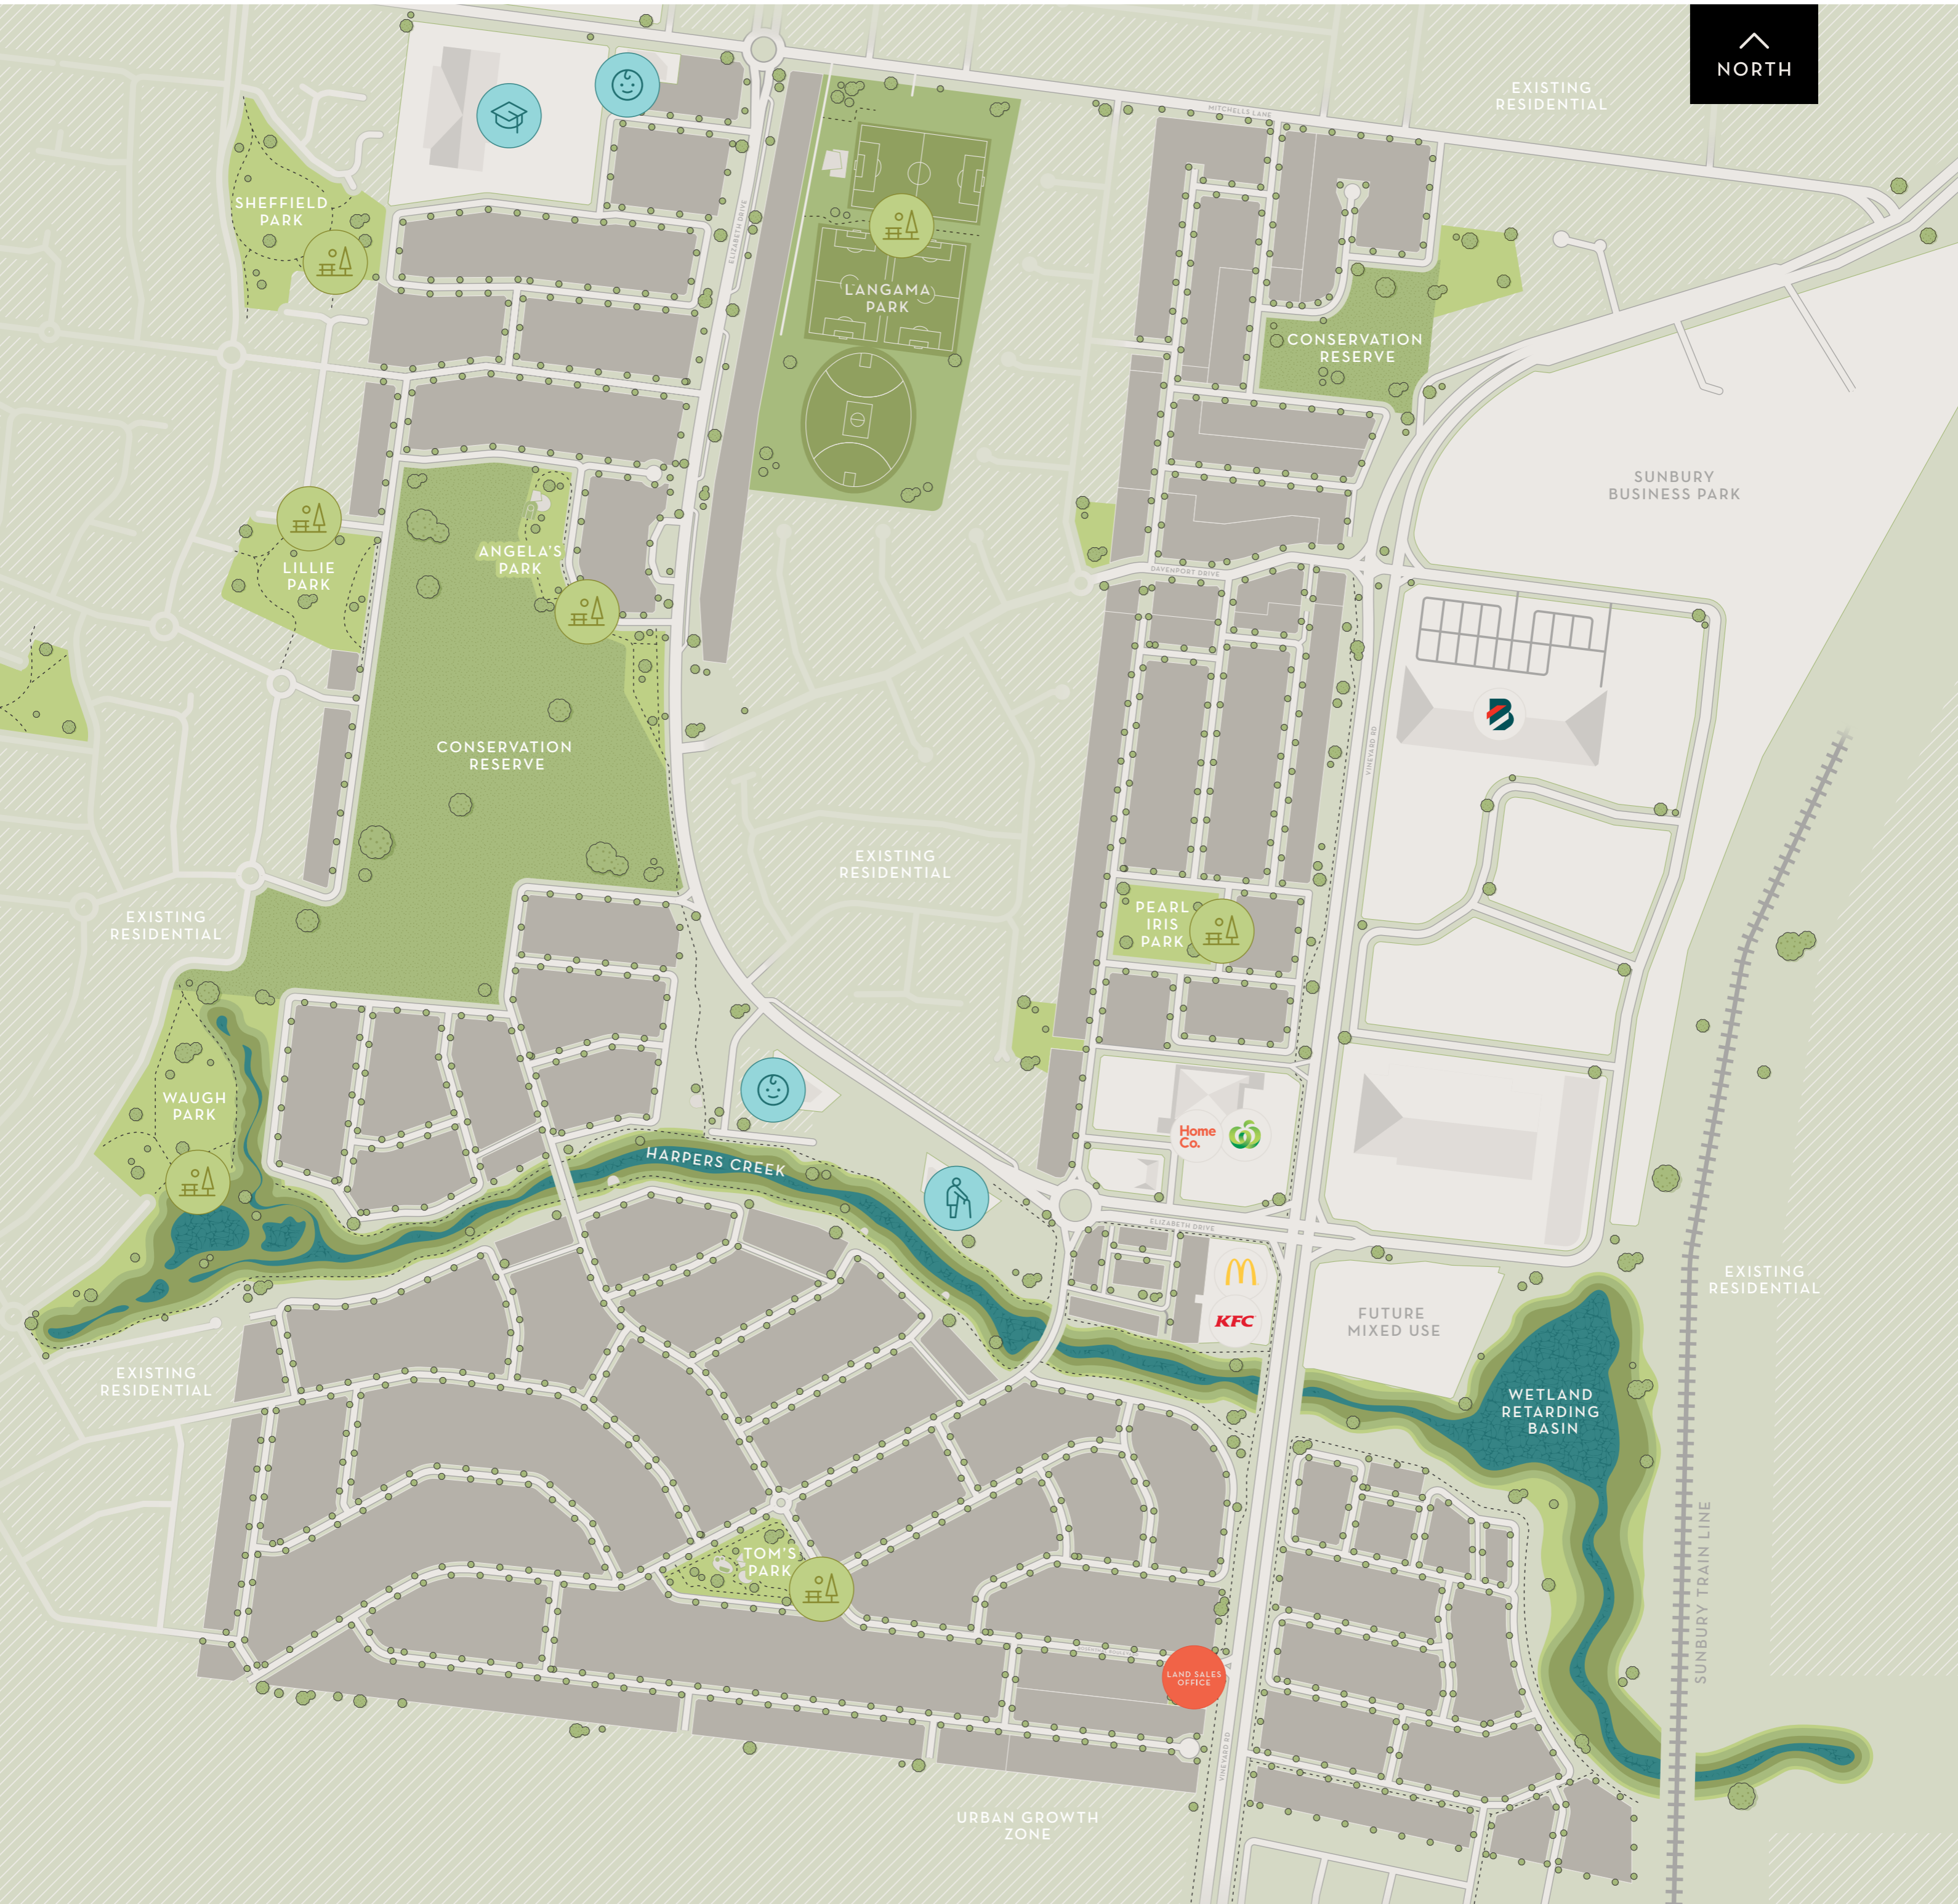 NORTH
EXISTING
RESIDENTIAL
MITCHELLS LANE
SHEFFIELD
PARK
ELIZABETH DRIVE
LANGAMA
PARK
CONSERVATION
RESERVE
SUNBURY
BUSINESS PARK
ANGELA'S
PARK
LILLIE
PARK
DAVENPORT DRIVE
VINEYARD RD
CONSERVATION
RESERVE
EXISTING
RESIDENTIAL
EXISTING
RESIDENTIAL
PEARL
IRIS
PARK
WAUGH
PARK
HARPERS CREEK
Home
Co.
ELIZABETH DRIVE
EXISTING
RESIDENTIAL
KFC
FUTURE
MIXED USE
EXISTING
RESIDENTIAL
WETLAND
RETARDING
BASIN
SUNBURY TRAIN LINE
TOM'S
PARK
LAND SALES
OFFICE
VINEYARD RD
URBAN GROWTH
ZONE